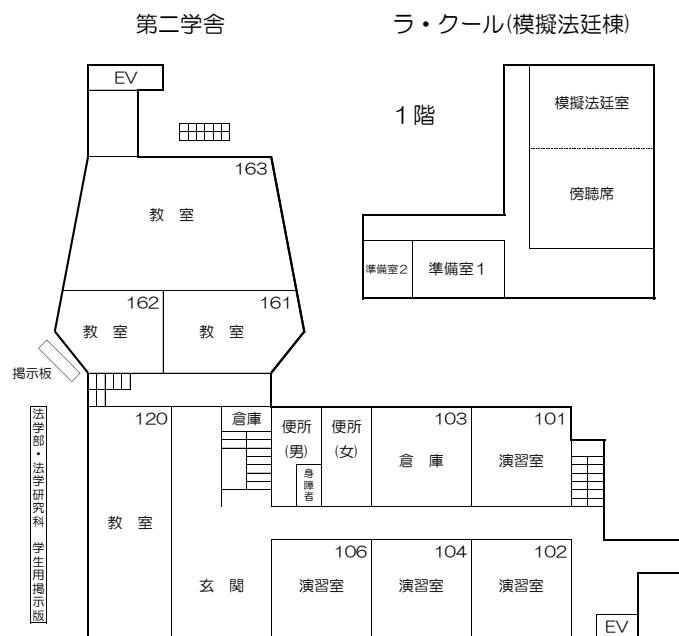 第二学舎
ラ・クール(模擬法廷棟)
EV
1階
模擬法廷室
傍聴席
準備室2
準備室1
163
教 室
162
教 室
161
教 室
掲示板
法学部・法学研究科 学生用掲示版
120
教 室
倉庫
便所
(男)
身障者
便所
(女)
103
倉 庫
101
演習室
玄 関
106
演習室
104
演習室
102
演習室
EV